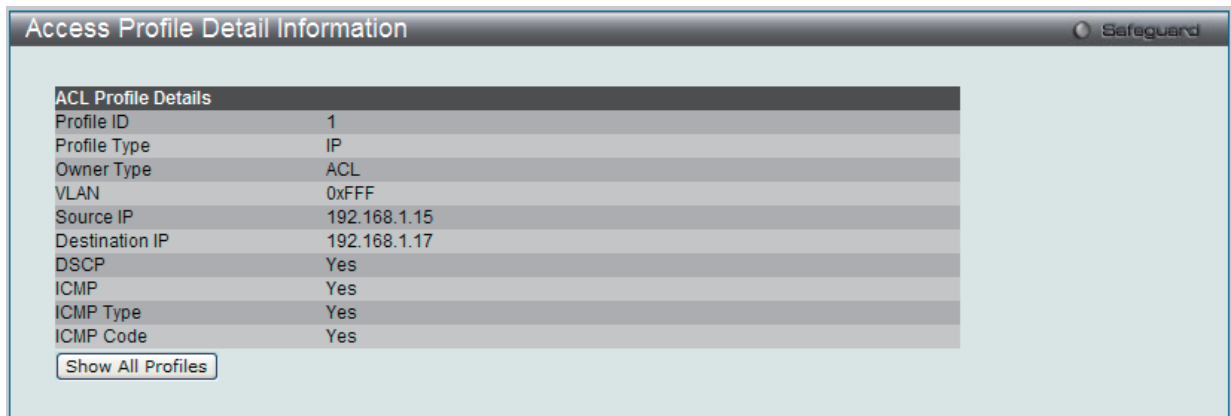 Access Profile Detail Information Safeguard
ACL Profile Details
Profile ID 1
Profile Type IP
Owner Type ACL
VLAN 0xFFF
Source IP 192.168.1.15
Destination IP 192.168.1.17
DSCP Yes
ICMP Yes
ICMP Type Yes
ICMP Code Yes
Show All Profiles